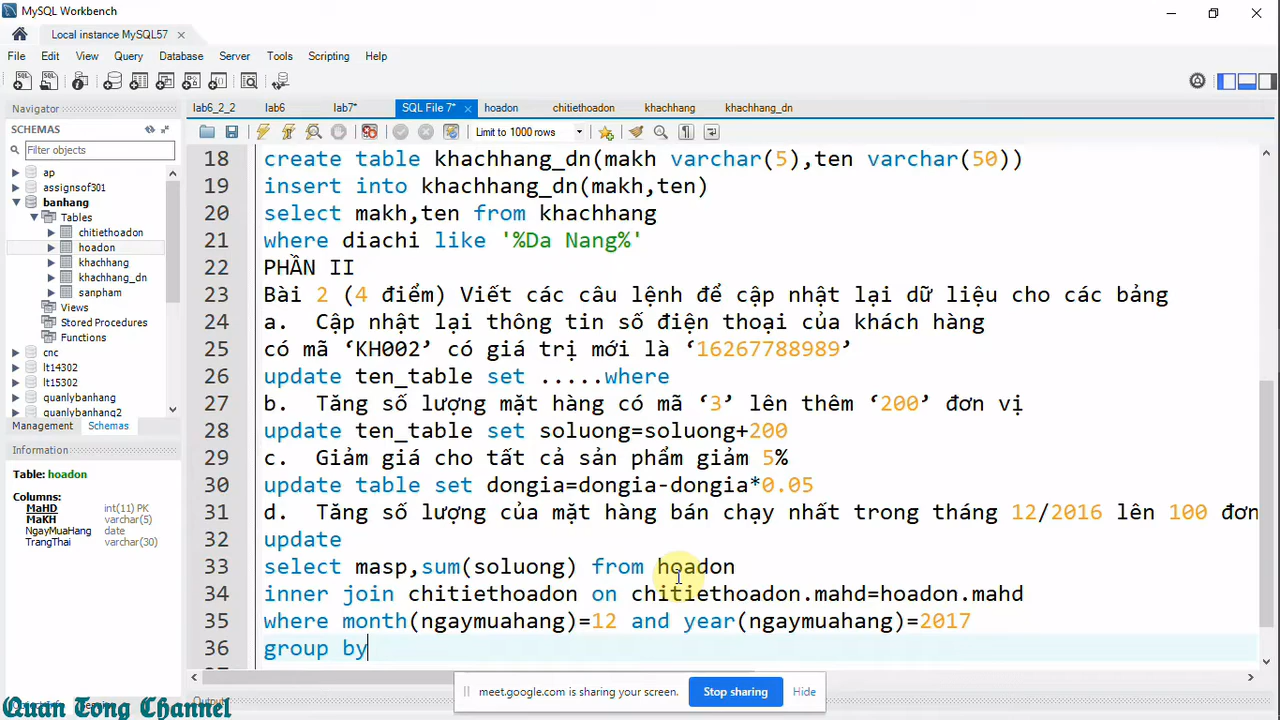 MySQL Workbench
Local instance MySQL57
File Edit View Query Database Server Tools Scripting Help
Navigator
SCHEMAS
Filter objects
ap
assignsof301
banhang
Tables
chitiethoadon
hoadon
khachhang
khachhang_dn
sanpham
Views
Stored Procedures
Functions
cnc
lt14302
lt15302
quanlybanhang
quanlybanhang2
Management Schemas
Information
Table: hoadon
Columns:
MaHD int(11) PK
MaKH varchar(5)
NgayMuaHang date
TrangThai varchar(30)
lab6_2_2 lab6 lab7* SQL File 7* hoadon chitiethoadon khachhang khachhang_dn
Limit to 1000 rows
18 create table khachhang_dn(makh varchar(5),ten varchar(50))
19 insert into khachhang_dn(makh,ten)
20 select makh,ten from khachhang
21 where diachi like '%Da Nang%'
22 PHẦN II
23 Bài 2 (4 điểm) Viết các câu lệnh để cập nhật lại dữ liệu cho các bảng
24 a. Cập nhật lại thông tin số điện thoại của khách hàng
25 có mã ‘KH002’ có giá trị mới là ‘16267788989’
26 update ten_table set .....where
27 b. Tăng số lượng mặt hàng có mã ‘3’ lên thêm ‘200’ đơn vị
28 update ten_table set soluong=soluong+200
29 c. Giảm giá cho tất cả sản phẩm giảm 5%
30 update table set dongia=dongia-dongia*0.05
31 d. Tăng số lượng của mặt hàng bán chạy nhất trong tháng 12/2016 lên 100 đơn
32 update
33 select masp,sum(soluong) from hoadon
34 inner join chitiethoadon on chitiethoadon.mahd=hoadon.mahd
35 where month(ngaymuahang)=12 and year(ngaymuahang)=2017
36 group by
meet.google.com is sharing your screen. Stop sharing Hide
Quan Tong Channel